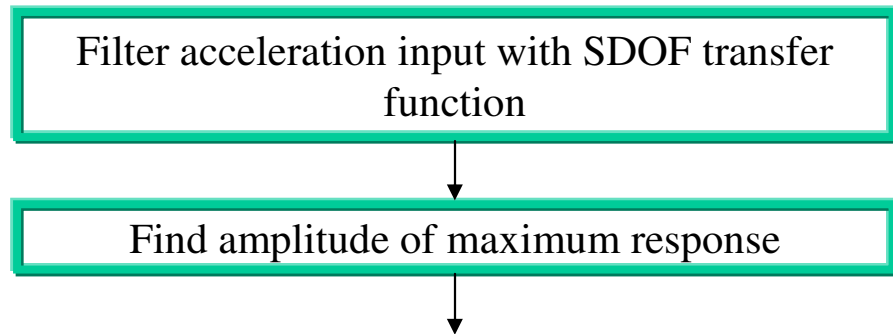 Filter acceleration input with SDOF transfer
function
Find amplitude of maximum response